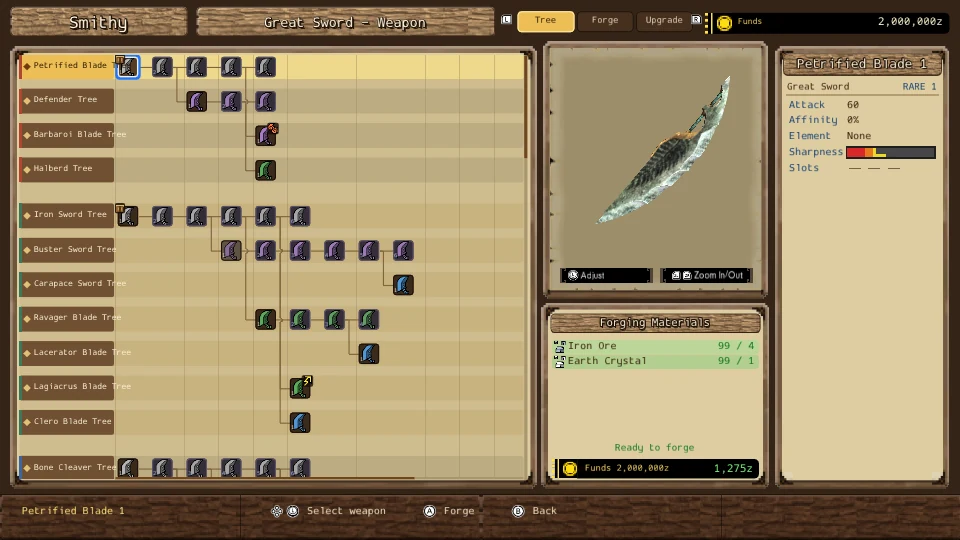 Smithy
Great Sword - Weapon
L Tree Forge Upgrade R
Funds 2,000,000z
Petrified Blade
Defender Tree
Barbaroi Blade Tree
Halberd Tree
Iron Sword Tree
Buster Sword Tree
Carapace Sword Tree
Ravager Blade Tree
Lacerator Blade Tree
Lagiacrus Blade Tree
Clero Blade Tree
Bone Cleaver Tree
Adjust
Zoom In/Out
Forging Materials
Iron Ore 99 / 4
Earth Crystal 99 / 1
Ready to forge
Funds 2,000,000z 1,275z
Petrified Blade 1
Great Sword RARE 1
Attack 60
Affinity 0%
Element None
Sharpness
Slots — — —
Petrified Blade 1
Select weapon
A Forge
B Back